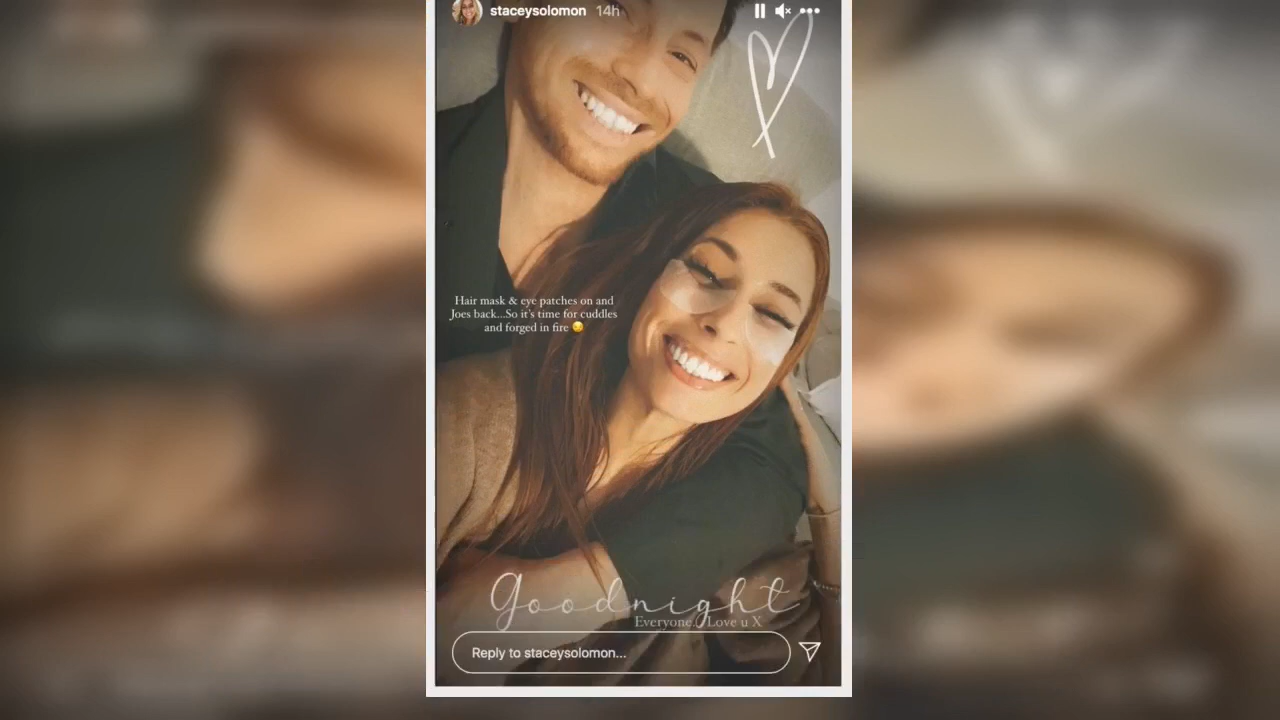 staceysolomon 14h
Hair mask & eye patches on and
Joes back...So it's time for cuddles
and forged in fire 😏
Goodnight
Everyone.. Love u X
Reply to staceysolomon...